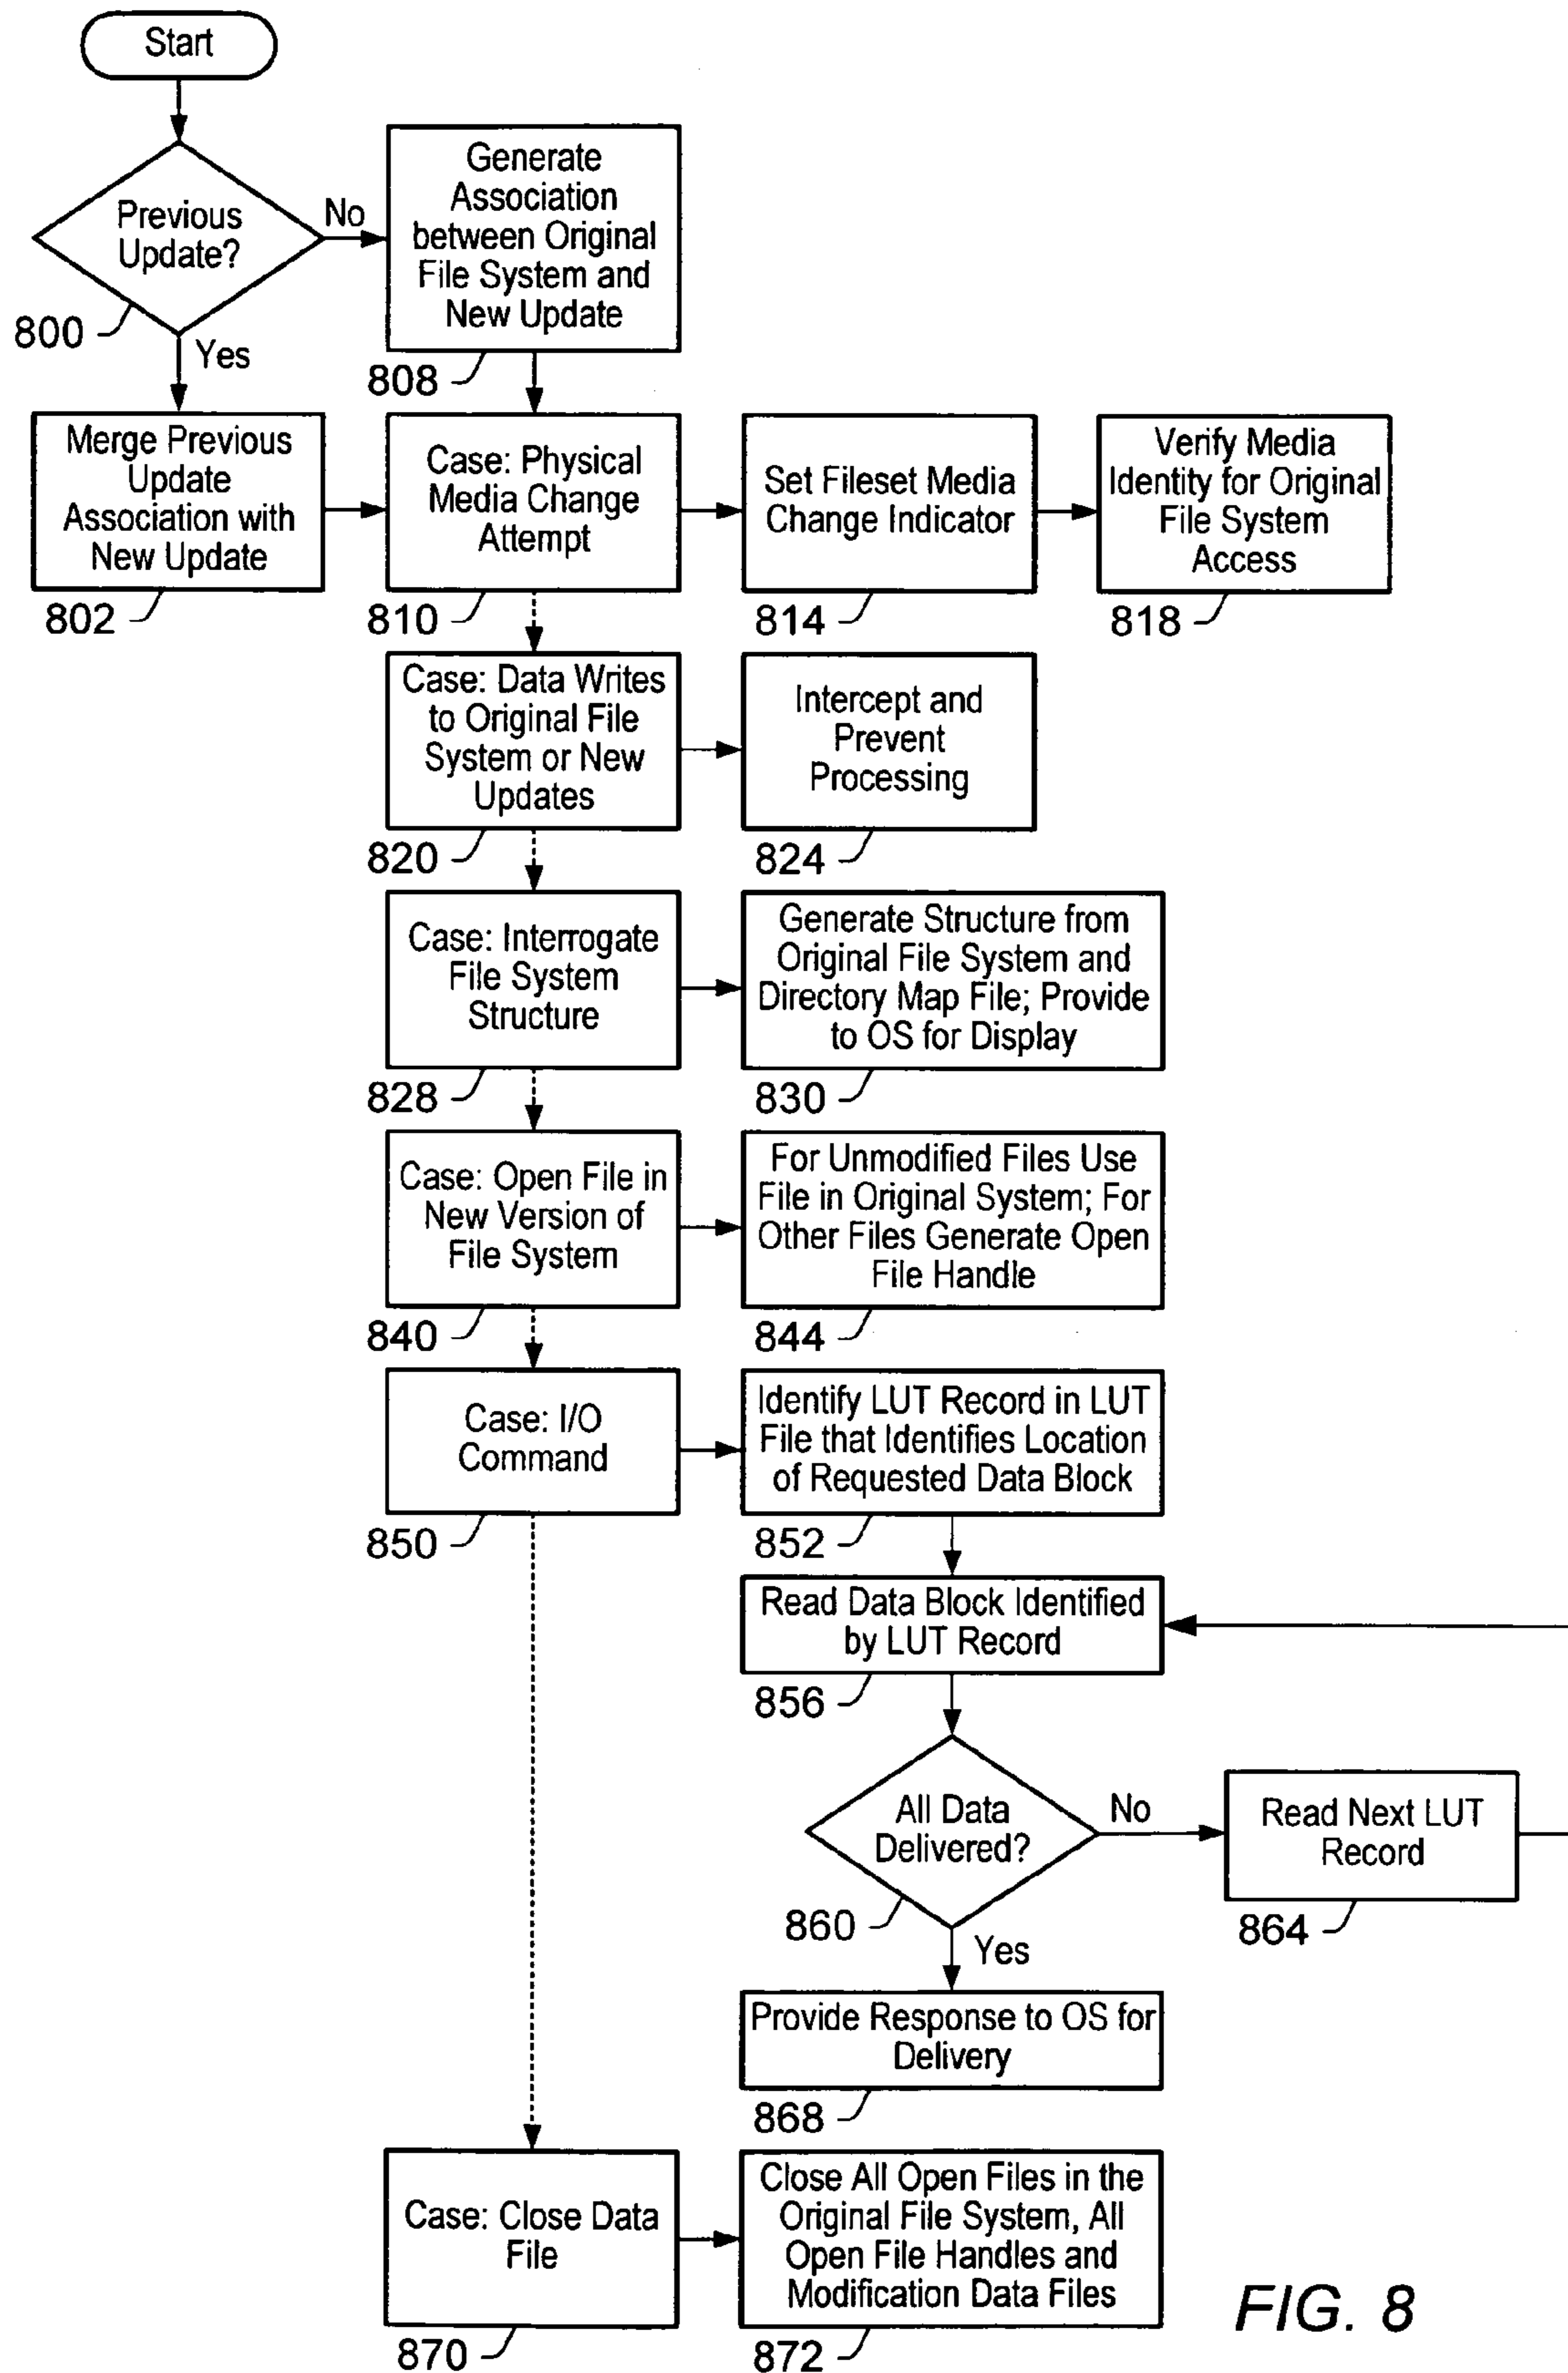 Start
Previous
Update?
No
800
Yes
Generate
Association
between Original
File System and
New Update
808
Merge Previous
Update
Association with
New Update
802
Case: Physical
Media Change
Attempt
810
Set Fileset Media
Change Indicator
814
Verify Media
Identity for Original
File System
Access
818
Case: Data Writes
to Original File
System or New
Updates
820
Intercept and
Prevent
Processing
824
Case: Interrogate
File System
Structure
828
Generate Structure from
Original File System and
Directory Map File; Provide
to OS for Display
830
Case: Open File in
New Version of
File System
840
For Unmodified Files Use
File in Original System; For
Other Files Generate Open
File Handle
844
Case: I/O
Command
850
Identify LUT Record in LUT
File that Identifies Location
of Requested Data Block
852
Read Data Block Identified
by LUT Record
856
All Data
Delivered?
No
860
Yes
Read Next LUT
Record
864
Provide Response to OS for
Delivery
868
Case: Close Data
File
870
Close All Open Files in the
Original File System, All
Open File Handles and
Modification Data Files
872
FIG. 8